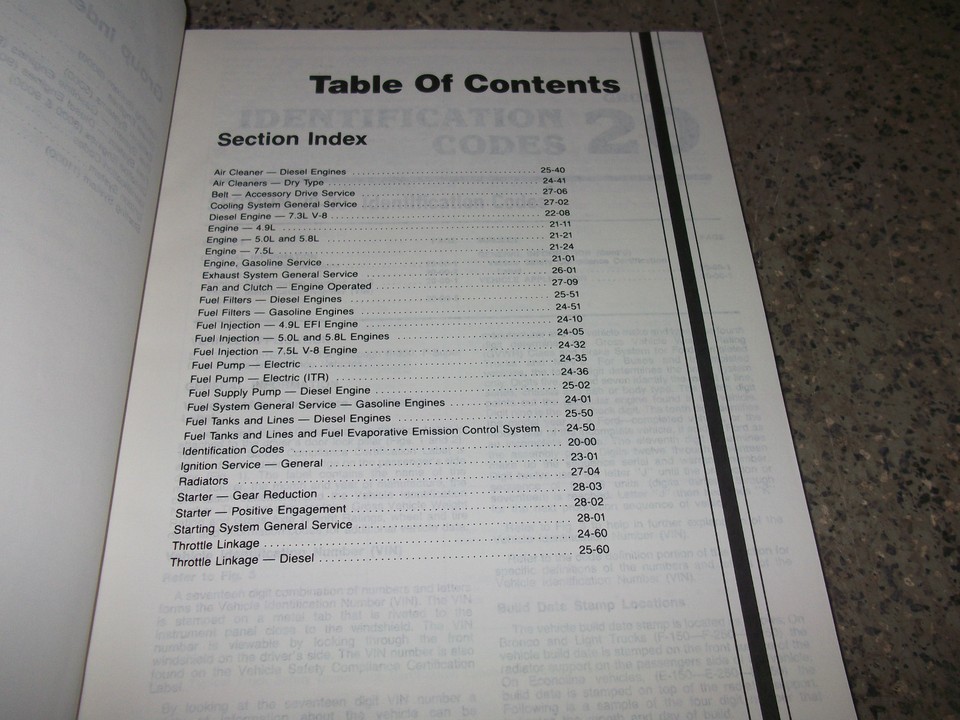 Table Of Contents
Section Index
Air Cleaner — Diesel Engines ........ 25-40
Air Cleaners — Dry Type ........ 24-41
Belt — Accessory Drive Service ........ 27-06
Cooling System General Service ........ 27-02
Diesel Engine — 7.3L V-8 ........ 22-08
Engine — 4.9L ........ 21-11
Engine — 5.0L and 5.8L ........ 21-21
Engine — 7.5L ........ 21-24
Engine, Gasoline Service ........ 21-01
Exhaust System General Service ........ 26-01
Fan and Clutch — Engine Operated ........ 27-09
Fuel Filters — Diesel Engines ........ 25-51
Fuel Filters — Gasoline Engines ........ 24-51
Fuel Injection — 4.9L EFI Engine ........ 24-10
Fuel Injection — 5.0L and 5.8L Engines ........ 24-05
Fuel Injection — 7.5L V-8 Engine ........ 24-32
Fuel Pump — Electric ........ 24-35
Fuel Pump — Electric (ITR) ........ 24-36
Fuel Supply Pump — Diesel Engine ........ 25-02
Fuel System General Service — Gasoline Engines ........ 24-01
Fuel Tanks and Lines — Diesel Engines ........ 25-50
Fuel Tanks and Lines and Fuel Evaporative Emission Control System ... 24-50
Identification Codes ........ 20-00
Ignition Service — General ........ 23-01
Radiators ........ 27-04
Starter — Gear Reduction ........ 28-03
Starter — Positive Engagement ........ 28-02
Starting System General Service ........ 28-01
Throttle Linkage ........ 24-60
Throttle Linkage — Diesel ........ 25-60